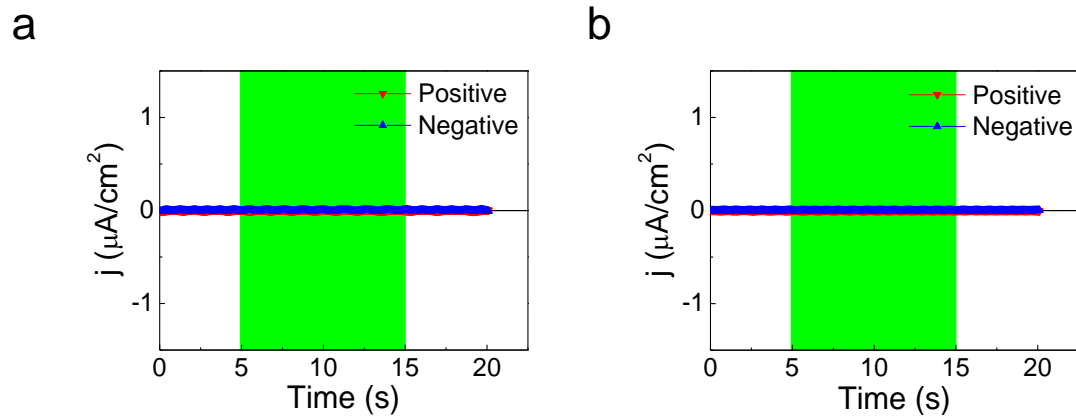 a
Positive
Negative
1
0
-1
j (μA/cm²)
0 5 10 15 20
Time (s)
b
Positive
Negative
1
0
-1
j (μA/cm²)
0 5 10 15 20
Time (s)